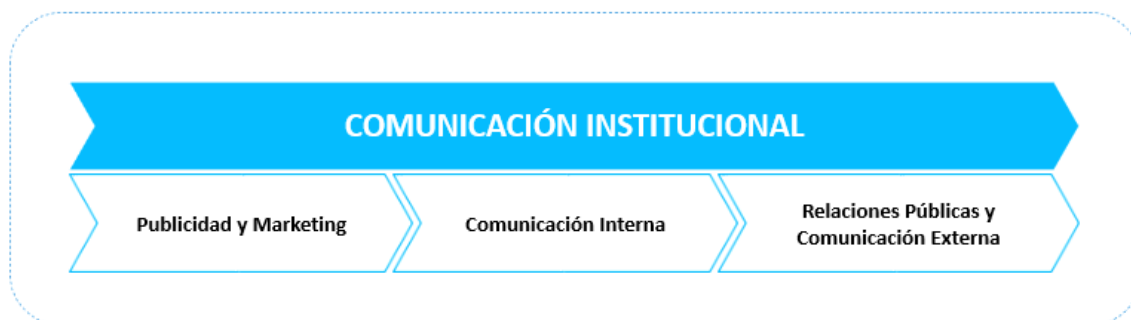 COMUNICACIÓN INSTITUCIONAL
Publicidad y Marketing
Comunicación Interna
Relaciones Públicas y
Comunicación Externa